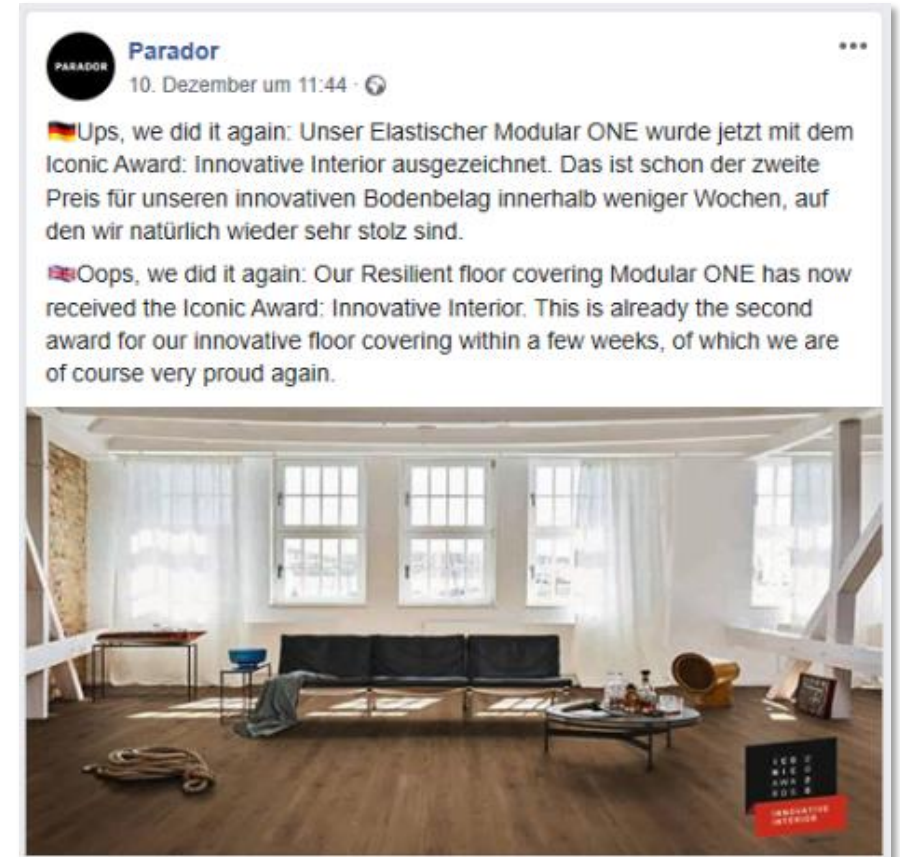 PARADOR
Parador
10. Dezember um 11:44 ·
🇩🇪Ups, we did it again: Unser Elastischer Modular ONE wurde jetzt mit dem
Iconic Award: Innovative Interior ausgezeichnet. Das ist schon der zweite
Preis für unseren innovativen Bodenbelag innerhalb weniger Wochen, auf
den wir natürlich wieder sehr stolz sind.
🇬🇧Oops, we did it again: Our Resilient floor covering Modular ONE has now
received the Iconic Award: Innovative Interior. This is already the second
award for our innovative floor covering within a few weeks, of which we are
of course very proud again.
ICO
NIC
AWA
RDS
INNOVATIVE
INTERIOR